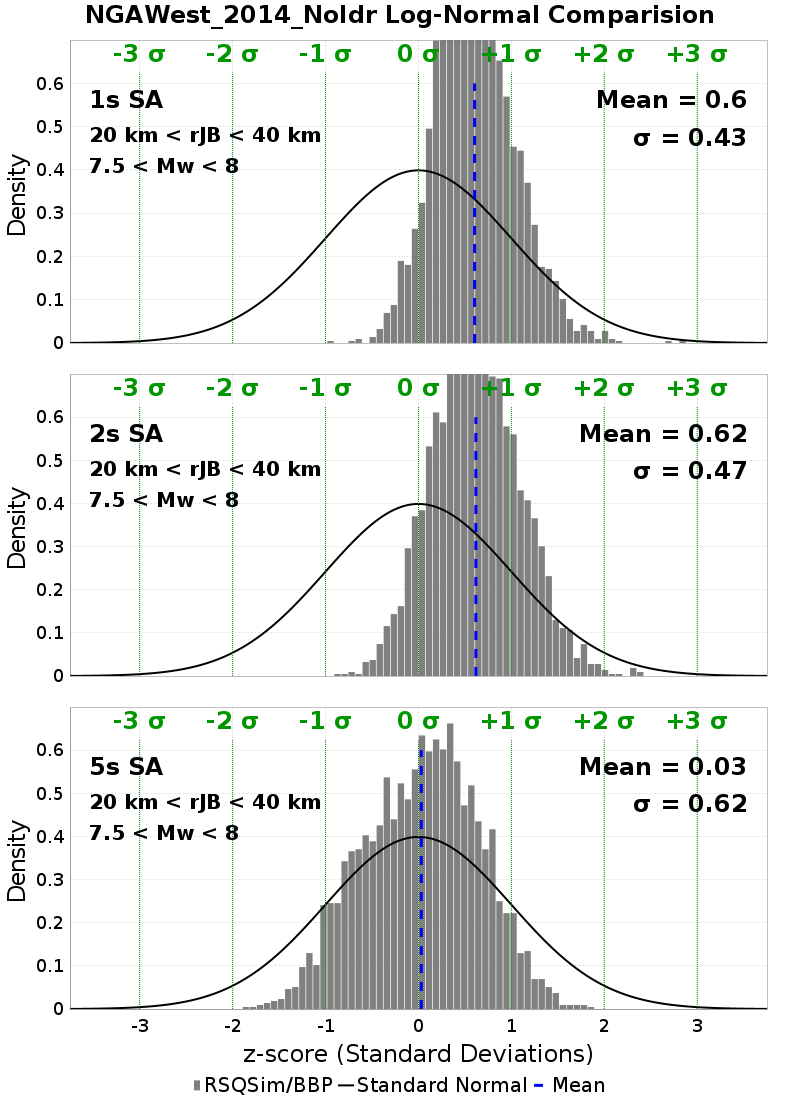 NGAWest_2014_NoIdr Log-Normal Comparision
-3 σ -2 σ -1 σ 0 σ +1 σ +2 σ +3 σ
1s SA
Mean = 0.6
20 km < rJB < 40 km
σ = 0.43
7.5 < Mw < 8
0.6
0.5
0.4
0.3
0.2
0.1
0
Density
-3 σ -2 σ -1 σ 0 σ +1 σ +2 σ +3 σ
2s SA
Mean = 0.62
20 km < rJB < 40 km
σ = 0.47
7.5 < Mw < 8
0.6
0.5
0.4
0.3
0.2
0.1
0
Density
-3 σ -2 σ -1 σ 0 σ +1 σ +2 σ +3 σ
5s SA
Mean = 0.03
20 km < rJB < 40 km
σ = 0.62
7.5 < Mw < 8
0.6
0.5
0.4
0.3
0.2
0.1
0
Density
-3 -2 -1 0 1 2 3
z-score (Standard Deviations)
RSQSim/BBP Standard Normal Mean